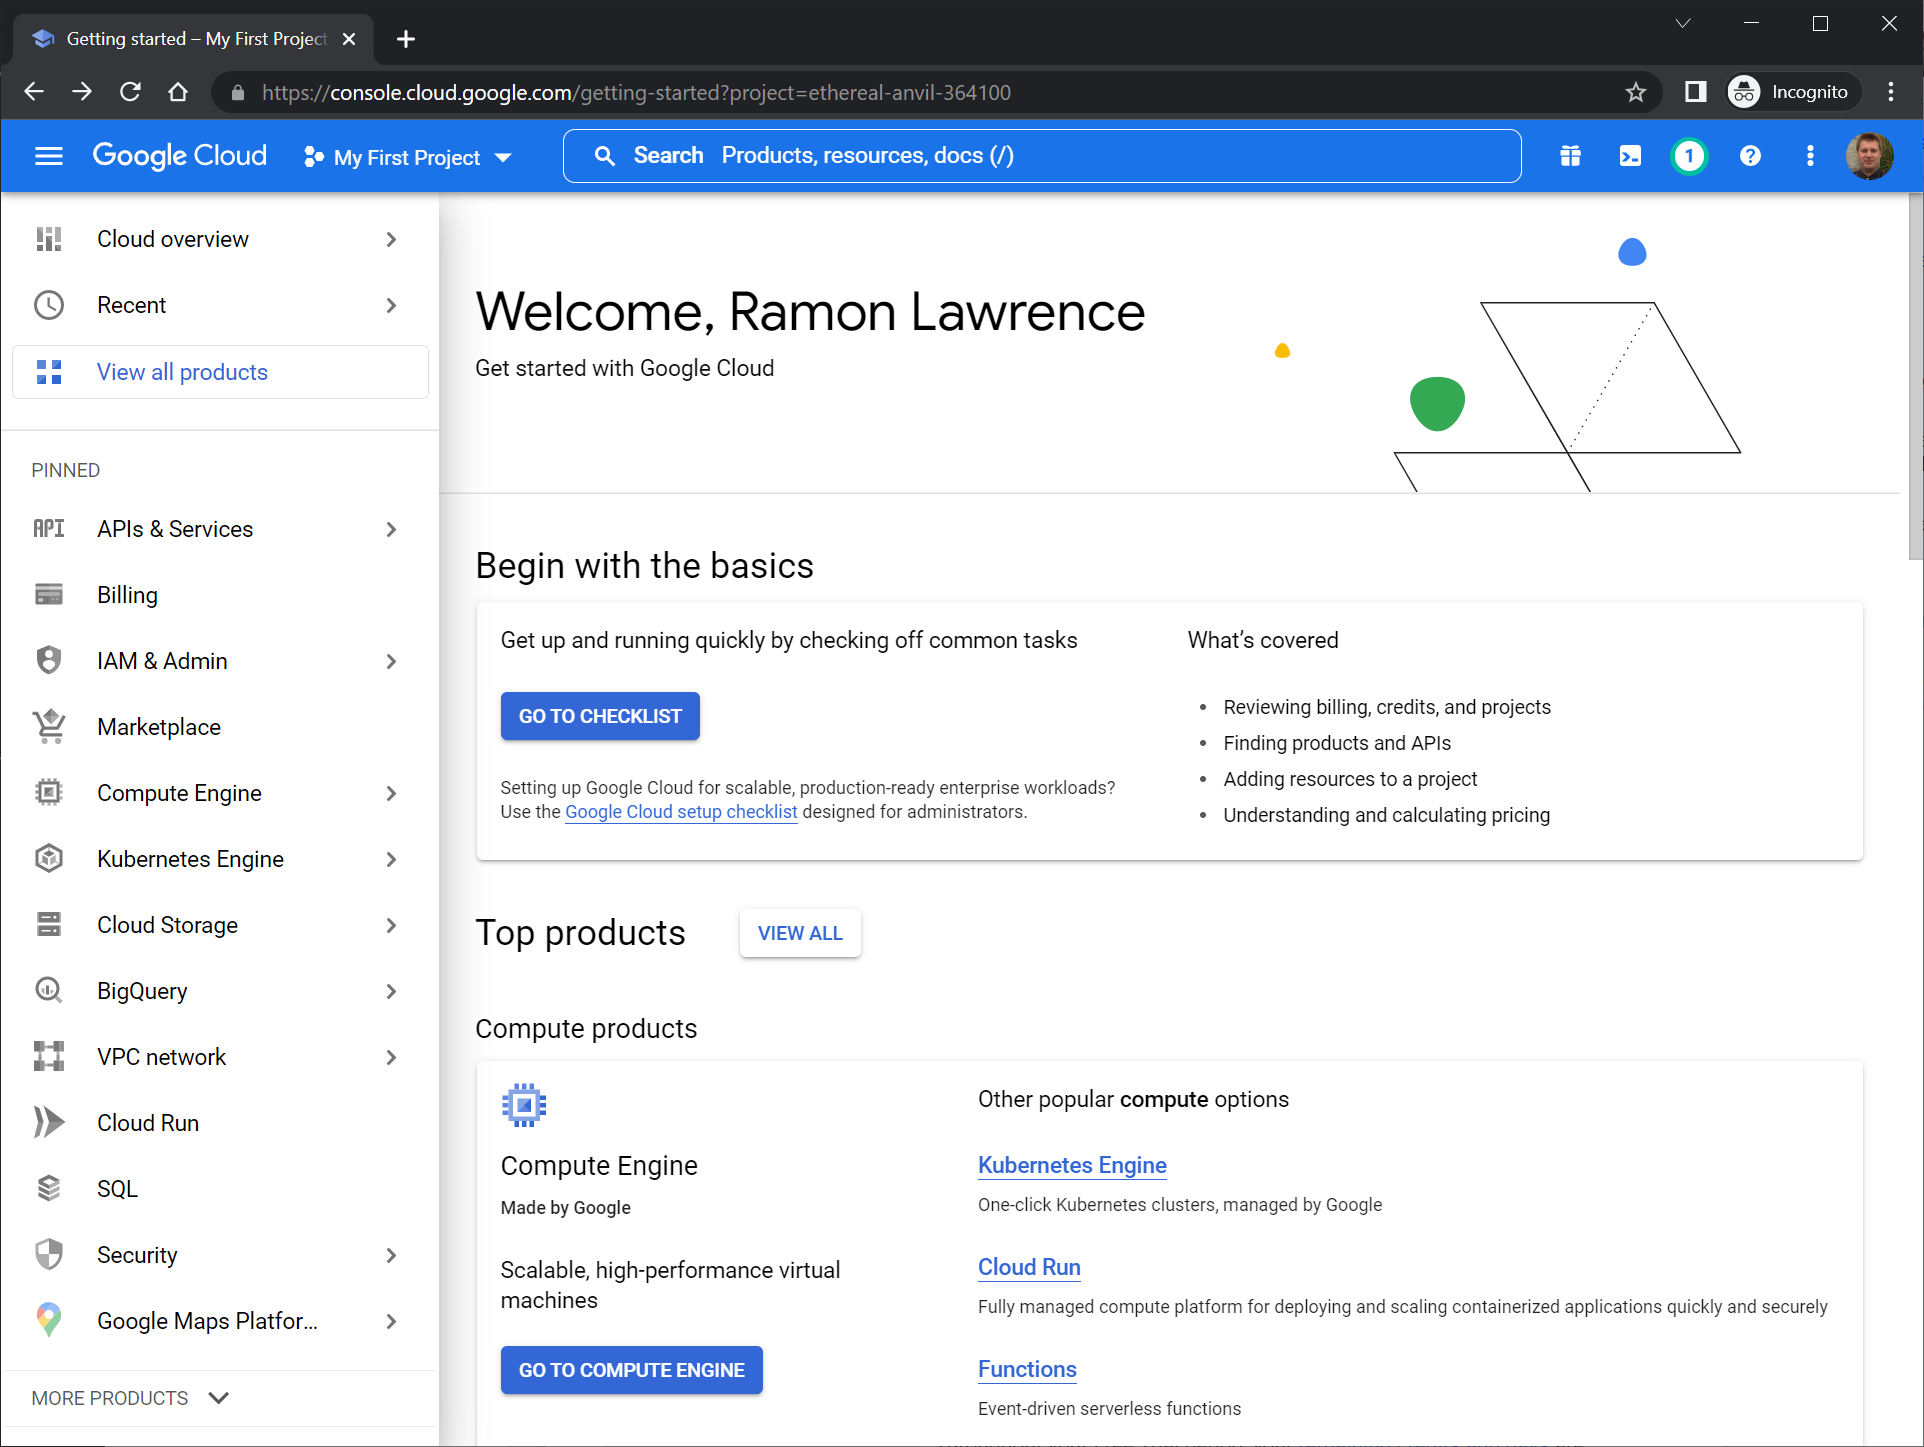 Getting started – My First Project
https://console.cloud.google.com/getting-started?project=ethereal-anvil-364100
Incognito
Google Cloud
My First Project
Search Products, resources, docs (/)
1
Cloud overview
Recent
View all products
PINNED
API APIs & Services
Billing
IAM & Admin
Marketplace
Compute Engine
Kubernetes Engine
Cloud Storage
BigQuery
VPC network
Cloud Run
SQL
Security
Google Maps Platfor...
MORE PRODUCTS
Welcome, Ramon Lawrence
Get started with Google Cloud
Begin with the basics
Get up and running quickly by checking off common tasks
GO TO CHECKLIST
Setting up Google Cloud for scalable, production-ready enterprise workloads?
Use the Google Cloud setup checklist designed for administrators.
What's covered
• Reviewing billing, credits, and projects
• Finding products and APIs
• Adding resources to a project
• Understanding and calculating pricing
Top products
VIEW ALL
Compute products
Compute Engine
Made by Google
Scalable, high-performance virtual
machines
GO TO COMPUTE ENGINE
Other popular compute options
Kubernetes Engine
One-click Kubernetes clusters, managed by Google
Cloud Run
Fully managed compute platform for deploying and scaling containerized applications quickly and securely
Functions
Event-driven serverless functions